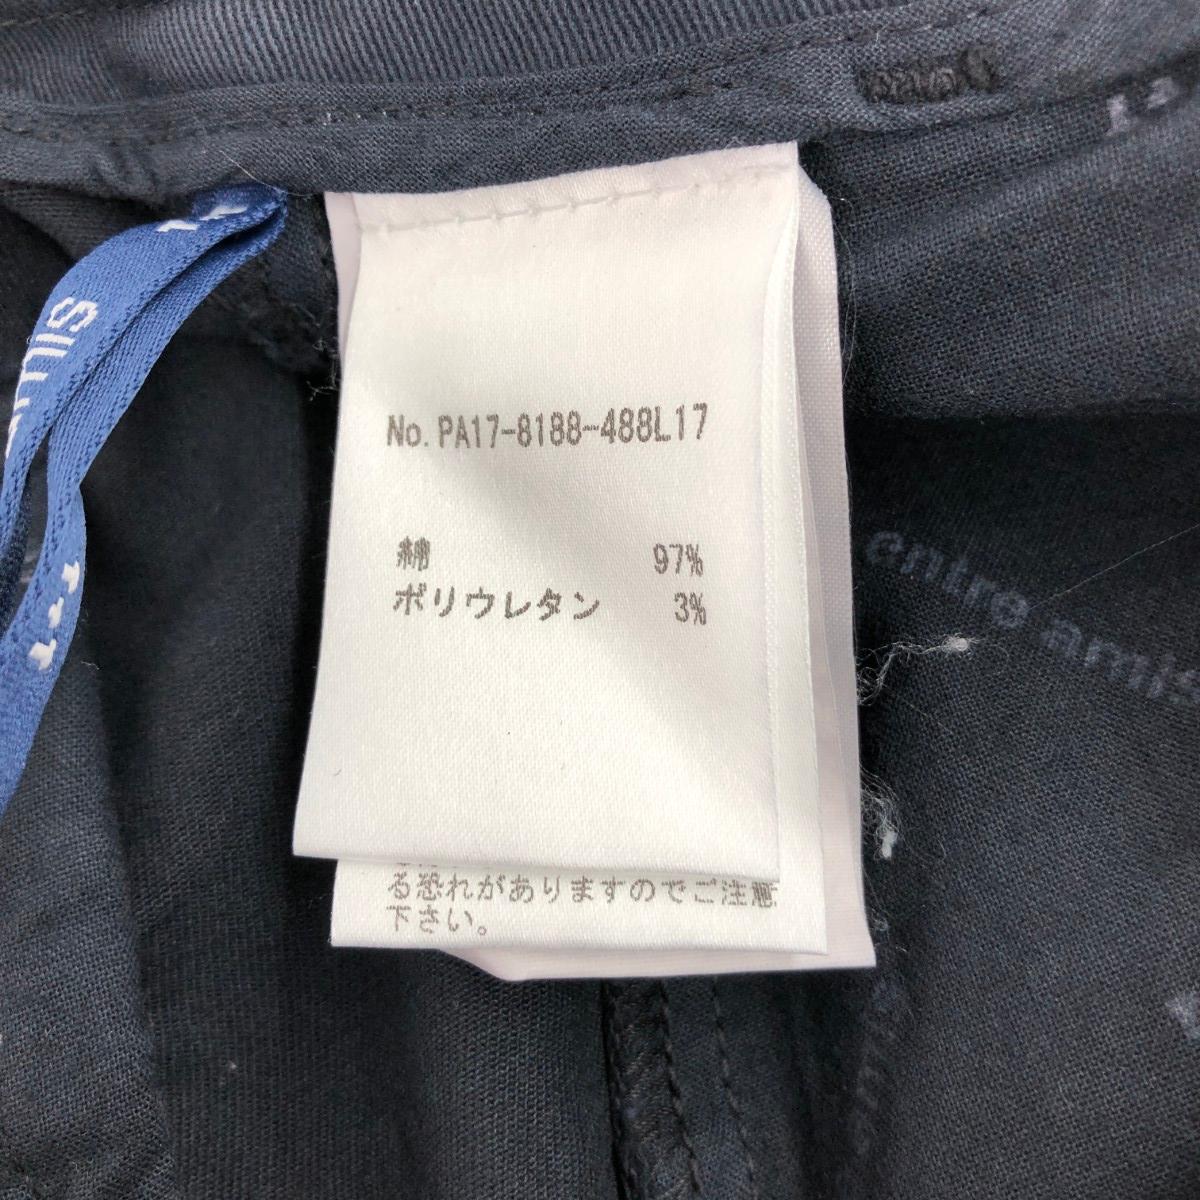 No. PA17-8188-488L17
綿 97%
ポリウレタン 3%
る恐れがありますのでご注意
下さい。
entro amis